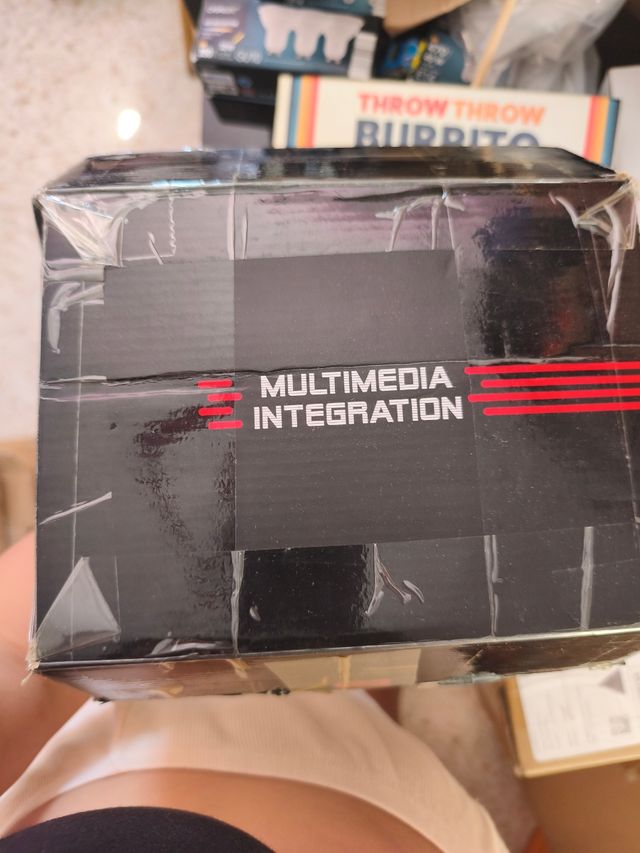 THROW THROW
BURRITO
MULTIMEDIA
INTEGRATION